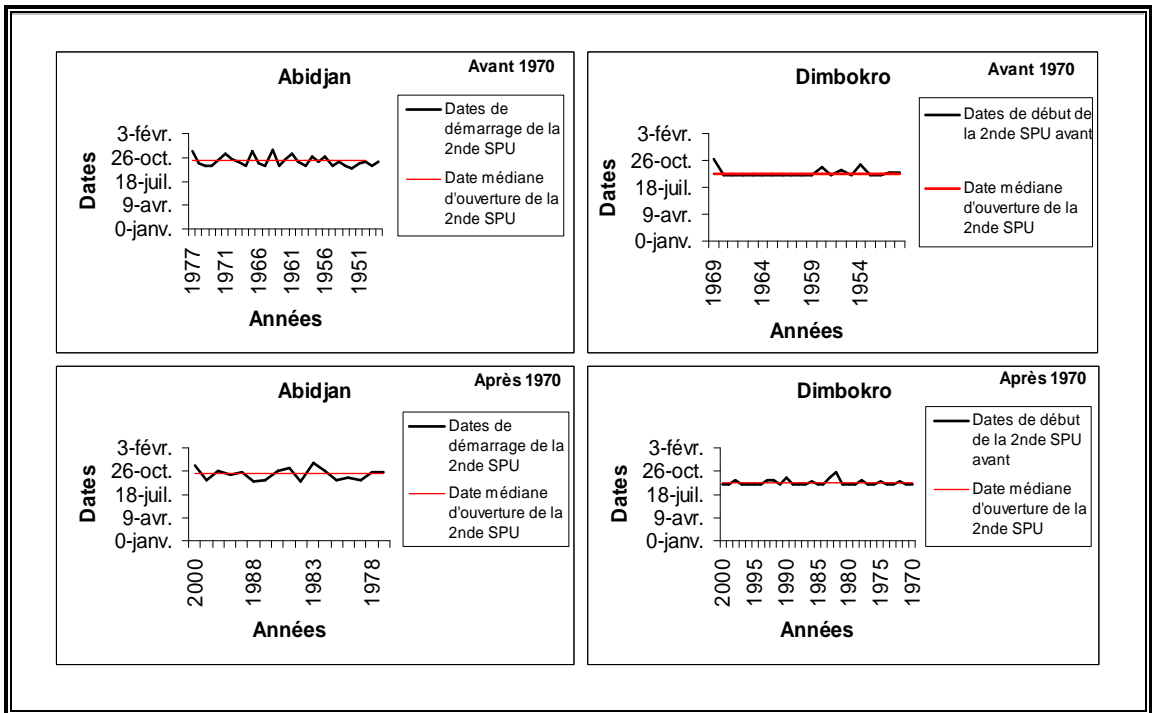 Abidjan
Avant 1970
Dates
3-févr.
26-oct.
18-juil.
9-avr.
0-janv.
1977
1971
1966
1961
1956
1951
Années
Dates de
démarrage de la
2nde SPU
Date médiane
d'ouverture de la
2nde SPU
Dimbokro
Avant 1970
Dates
3-févr.
26-oct.
18-juil.
9-avr.
0-janv.
1969
1964
1959
1954
Années
Dates de début de
la 2nde SPU avant
Date médiane
d'ouverture de la
2nde SPU
Abidjan
Après 1970
Dates
3-févr.
26-oct.
18-juil.
9-avr.
0-janv.
2000
1988
1983
1978
Années
Dates de
démarrage de la
2nde SPU
Date médiane
d'ouverture de la
2nde SPU
Dimbokro
Après 1970
Dates
3-févr.
26-oct.
18-juil.
9-avr.
0-janv.
2000
1995
1990
1985
1980
1975
1970
Années
Dates de début
de la 2nde SPU
avant
Date médiane
d'ouverture de la
2nde SPU